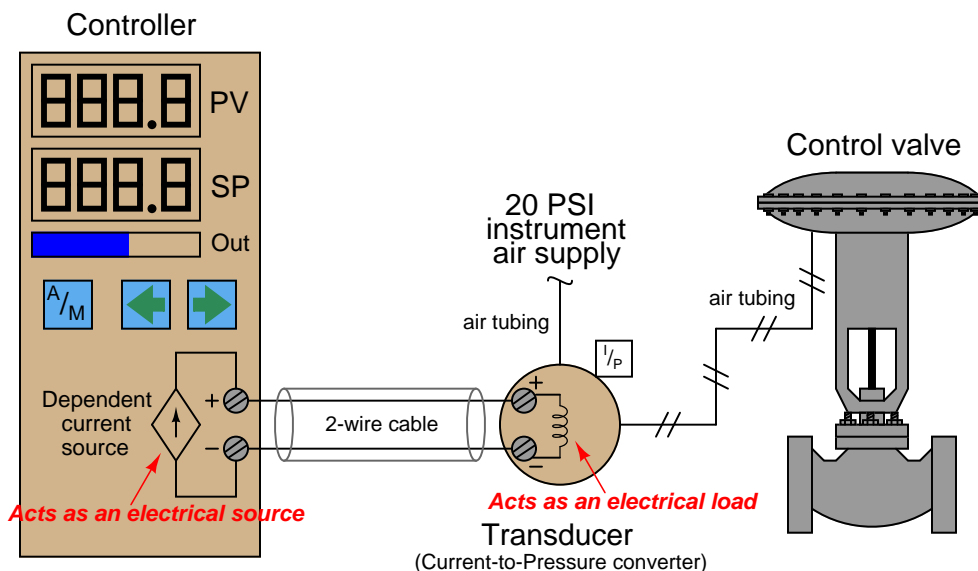 Controller
888.8
PV
888.8
SP
Out
A/M
Dependent
current
source
+
-
Acts as an electrical source
2-wire cable
20 PSI
instrument
air supply
air tubing
I/P
+
-
Acts as an electrical load
Transducer
(Current-to-Pressure converter)
air tubing
Control valve